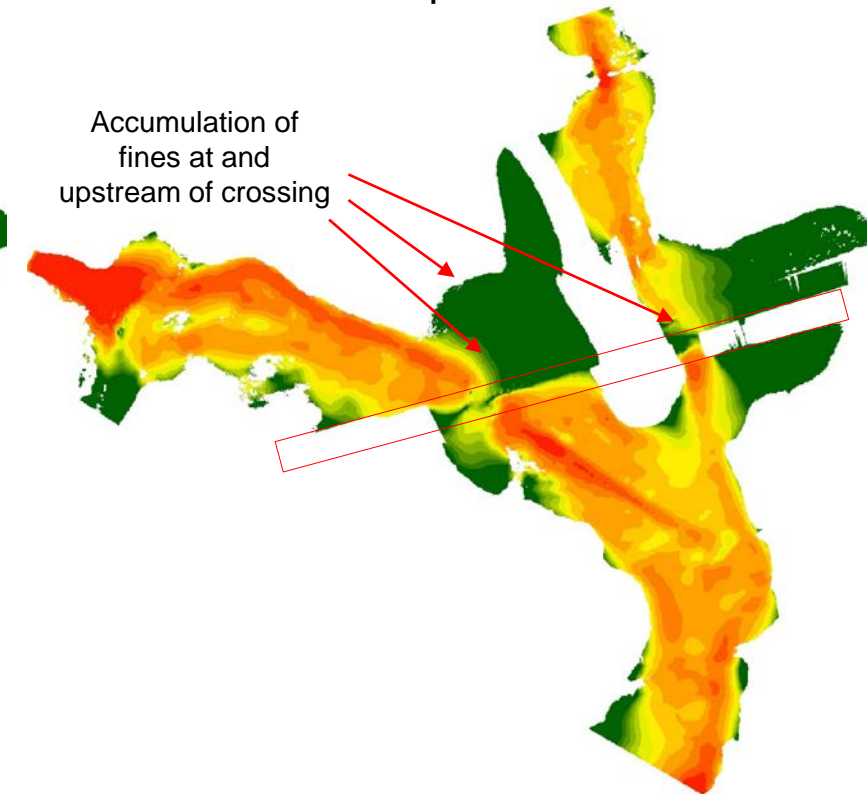 Accumulation of
fines at and
upstream of crossing